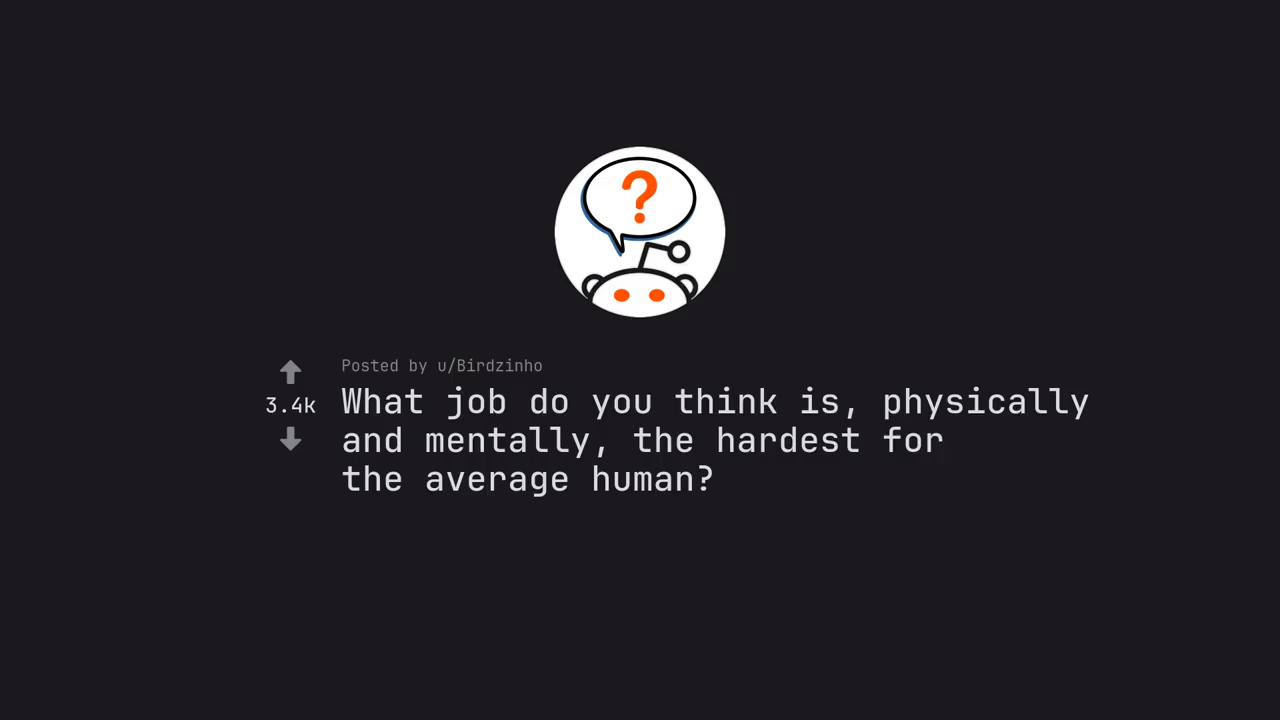 ?
Posted by u/Birdzinho
3.4k
What job do you think is, physically
and mentally, the hardest for
the average human?